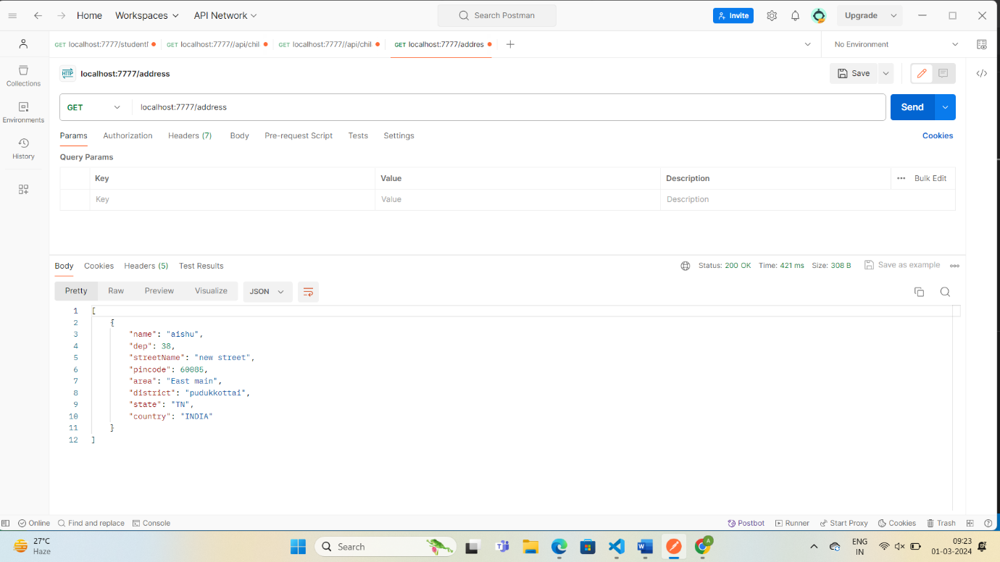 Home Workspaces API Network Search Postman Invite Upgrade
GET localhost:7777/student/ GET localhost:7777//api/chil GET localhost:7777//api/chil GET localhost:7777/addres No Environment
HTTP localhost:7777/address Save
Collections
GET localhost:7777/address Send
Environments
Params Authorization Headers (7) Body Pre-request Script Tests Settings Cookies
History
Query Params
Key Value Description ••• Bulk Edit
Key Value Description
Body Cookies Headers (5) Test Results Status: 200 OK Time: 421 ms Size: 308 B Save as example
Pretty Raw Preview Visualize JSON
1 [
2 {
3 "name": "aishu",
4 "dep": 38,
5 "streetName": "new street",
6 "pincode": 60085,
7 "area": "East main",
8 "district": "pudukkottai",
9 "state": "TN",
10 "country": "INDIA"
11 }
12 ]
Online Find and replace Console Postbot Runner Start Proxy Cookies Trash
27°C
Haze
Search
A
ENG
IN
09:23
01-03-2024